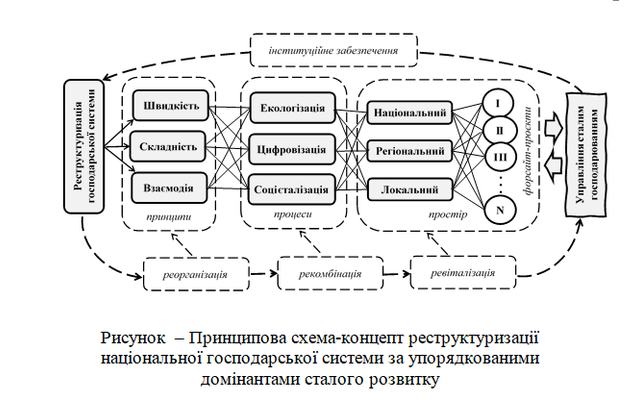 інституційне забезпечення
Реструктуризація
господарської системи
Швидкість
Складність
Взаємодія
принципи
Екологізація
Цифровізація
Соцісталізація
процеси
Національний
Регіональний
Локальний
простір
I
II
III
N
форсайт-проєти
Управління сталим
господарюванням
реорганізація
рекомбінація
ревіталізація
Рисунок – Принципова схема-концепт реструктуризації
національної господарської системи за упорядкованими
домінантами сталого розвитку